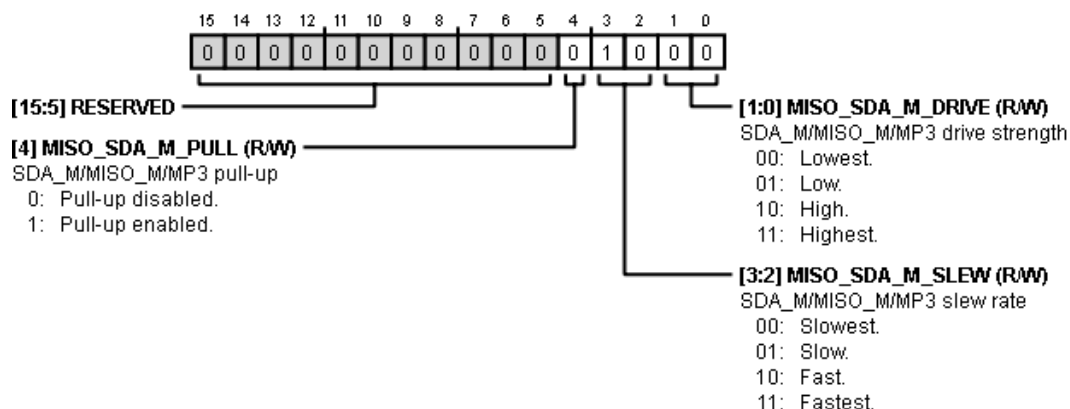 15 14 13 12 11 10 9 8 7 6 5 4 3 2 1 0
0 0 0 0 0 0 0 0 0 0 0 0 1 0 0 0
[15:5] RESERVED
[4] MISO_SDA_M_PULL (R/W)
SDA_M/MISO_M/MP3 pull-up
0: Pull-up disabled.
1: Pull-up enabled.
[1:0] MISO_SDA_M_DRIVE (R/W)
SDA_M/MISO_M/MP3 drive strength
00: Lowest.
01: Low.
10: High.
11: Highest.
[3:2] MISO_SDA_M_SLEW (R/W)
SDA_M/MISO_M/MP3 slew rate
00: Slowest.
01: Slow.
10: Fast.
11: Fastest.